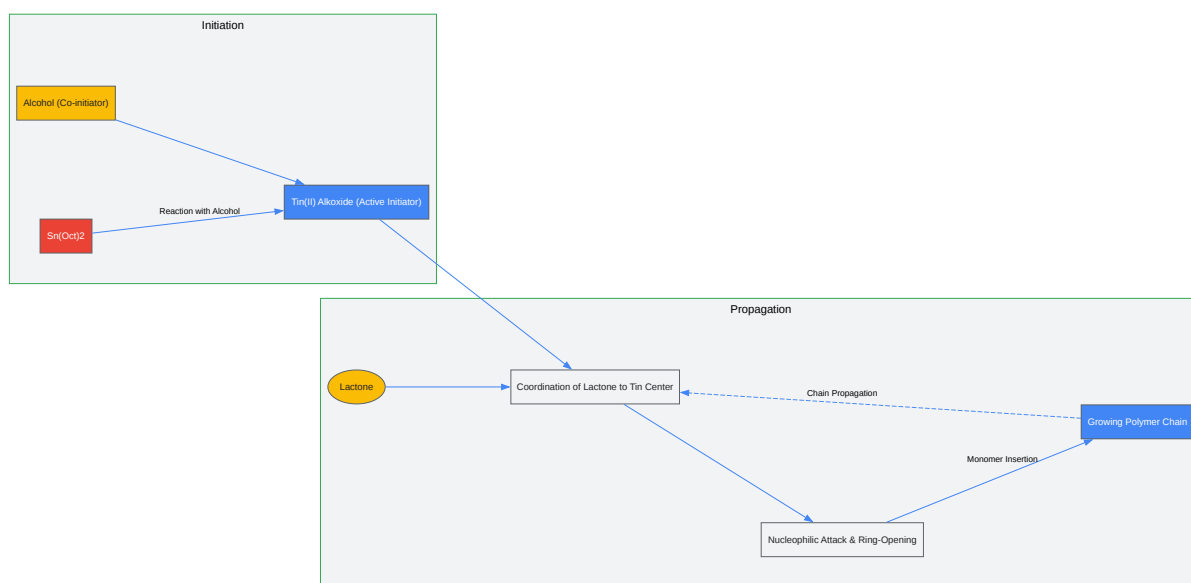 Initiation
Alcohol (Co-initiator)
Tin(II) Alkoxide (Active Initiator)
Reaction with Alcohol
Sn(Oct)2
Propagation
Lactone
Coordination of Lactone to Tin Center
Chain Propagation
Growing Polymer Chain
Monomer Insertion
Nucleophilic Attack & Ring-Opening